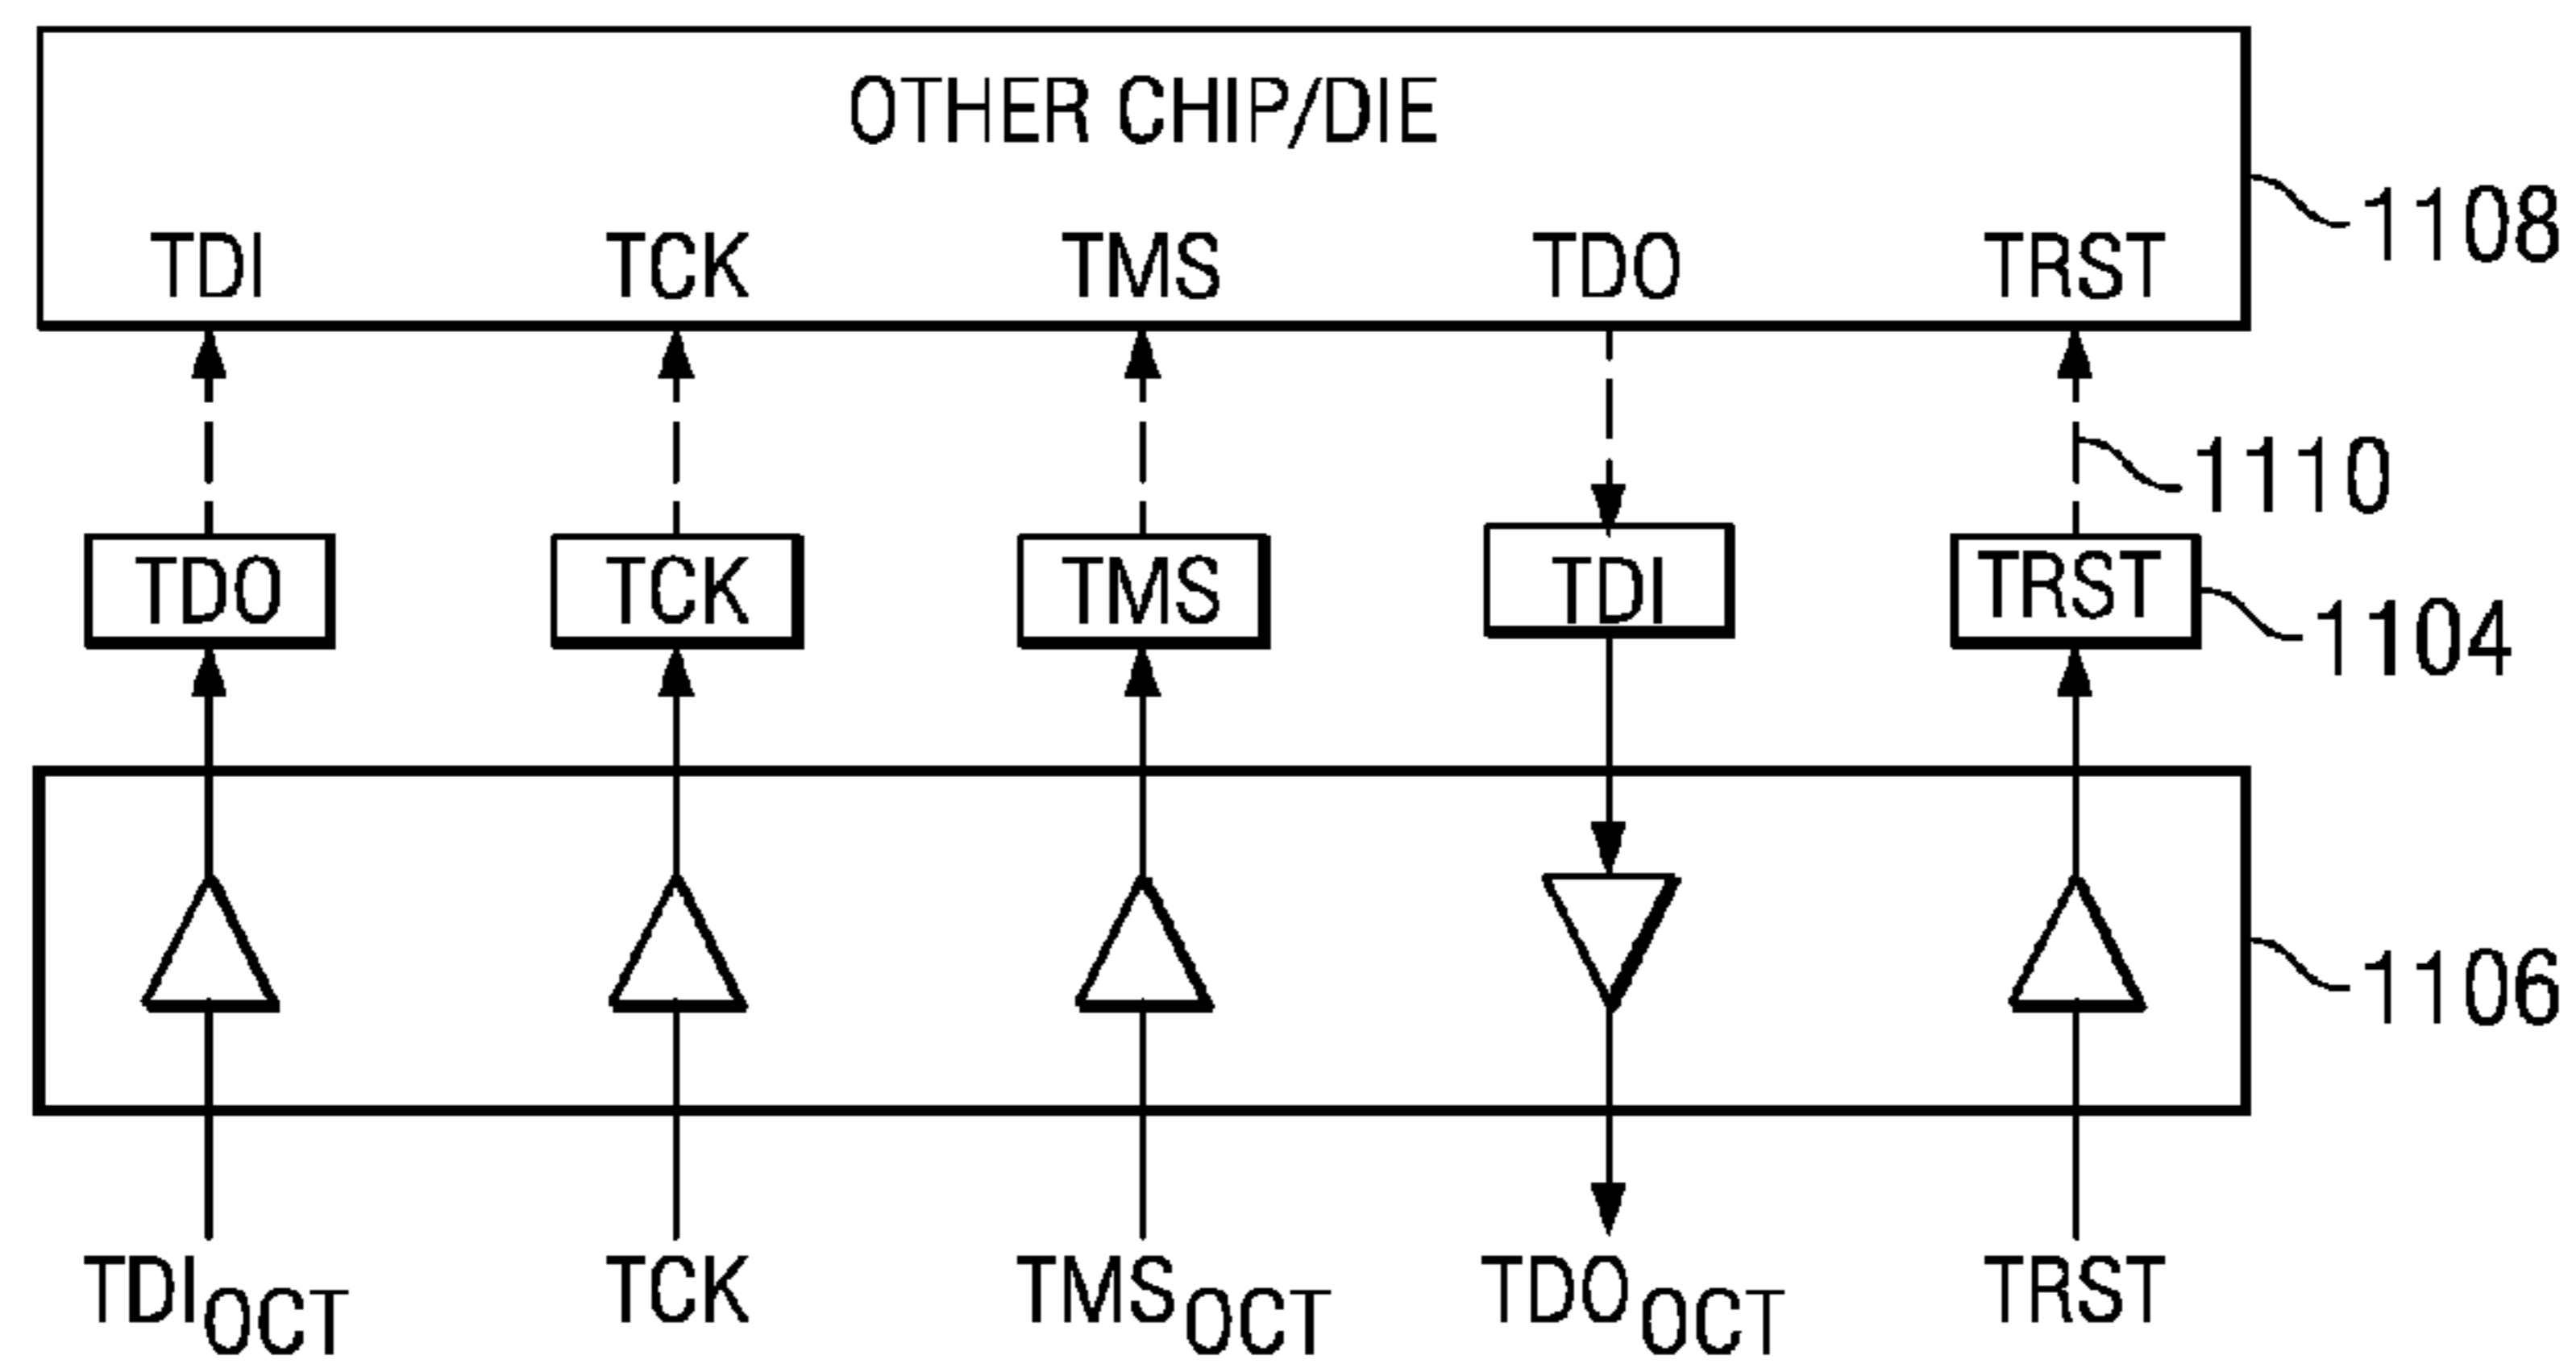 OTHER CHIP/DIE
1108
TDI TCK TMS TDO TRST
1110
TDO TCK TMS TDI TRST
1104
1106
TDIOCT TCK TMSOCT TDOOCT TRST